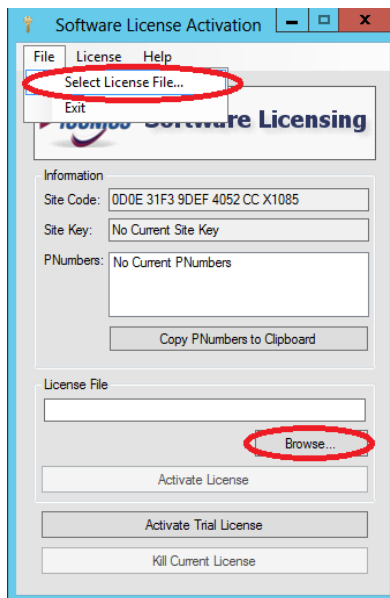 Software License Activation
File License Help
Select License File...
Exit
Software Licensing
Information
Site Code: 0D0E 31F3 9DEF 4052 CC X1085
Site Key: No Current Site Key
PNumbers: No Current PNumbers
Copy PNumbers to Clipboard
License File
Browse...
Activate License
Activate Trial License
Kill Current License